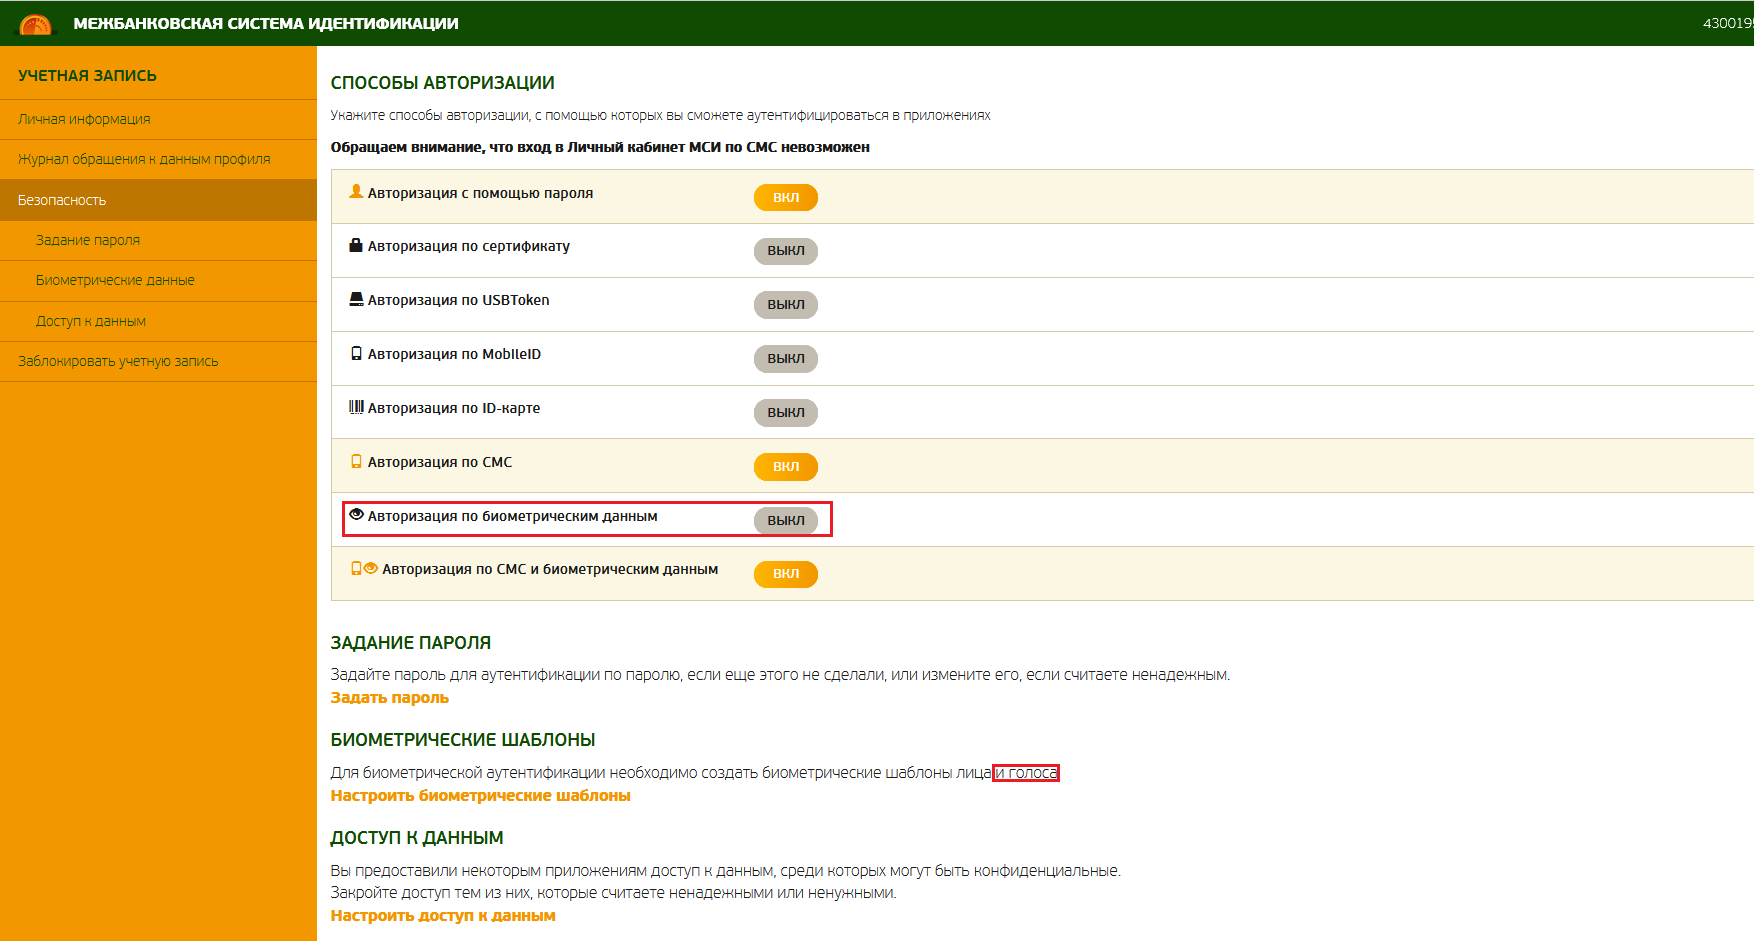 МЕЖБАНКОВСКАЯ СИСТЕМА ИДЕНТИФИКАЦИИ
430019
УЧЕТНАЯ ЗАПИСЬ
Личная информация
Журнал обращения к данным профиля
Безопасность
Задание пароля
Биометрические данные
Доступ к данным
Заблокировать учетную запись
СПОСОБЫ АВТОРИЗАЦИИ
Укажите способы авторизации, с помощью которых вы сможете аутентифицироваться в приложениях
Обращаем внимание, что вход в Личный кабинет МСИ по СМС невозможен
Авторизация с помощью пароля ВКЛ
Авторизация по сертификату ВЫКЛ
Авторизация по USBToken ВЫКЛ
Авторизация по MobileID ВЫКЛ
Авторизация по ID-карте ВЫКЛ
Авторизация по СМС ВКЛ
Авторизация по биометрическим данным ВЫКЛ
Авторизация по СМС и биометрическим данным ВКЛ
ЗАДАНИЕ ПАРОЛЯ
Задайте пароль для аутентификации по паролю, если еще этого не сделали, или измените его, если считаете ненадежным.
Задать пароль
БИОМЕТРИЧЕСКИЕ ШАБЛОНЫ
Для биометрической аутентификации необходимо создать биометрические шаблоны лица и голоса
Настроить биометрические шаблоны
ДОСТУП К ДАННЫМ
Вы предоставили некоторым приложениям доступ к данным, среди которых могут быть конфиденциальные.
Закройте доступ тем из них, которые считаете ненадежными или ненужными.
Настроить доступ к данным